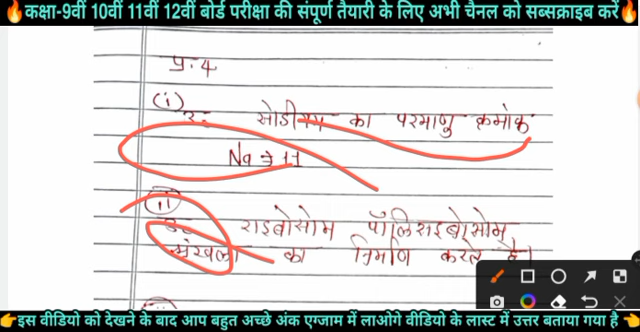 🔥कक्षा-9वीं 10वीं 11वीं 12वीं बोर्ड परीक्षा की संपूर्ण तैयारी के लिए अभी चैनल को सब्सक्राइब करें🔥
प्र.4
(i)
उ:- सोडीयम का परमाणु क्रमांक
Na → 11
(ii)
उ:- राइबोसोम पॉलिराइबोसोम
श्रंखला का निर्माण करते है।
👉इस वीडियो को देखने के बाद आप बहुत अच्छे अंक एग्जाम में लाओगे वीडियो के लास्ट में उत्तर बताया गया है 👈